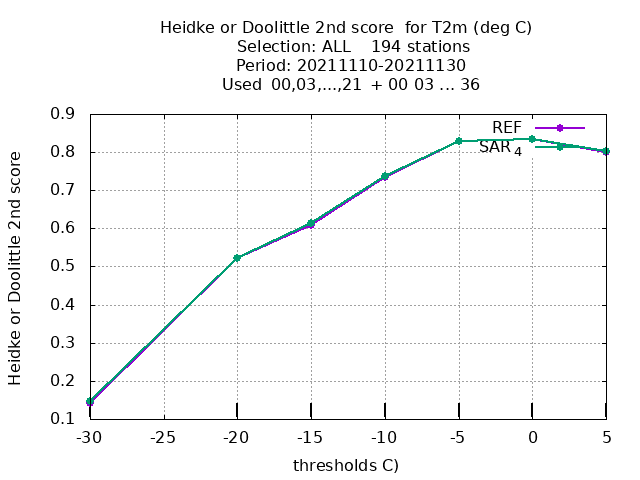 Heidke or Doolittle 2nd score  for T2m (deg C)
Selection: ALL    194 stations
Period: 20211110-20211130
Used  00,03,...,21  + 00 03 ... 36
REF
SAR 4
0.9
0.8
0.7
0.6
0.5
0.4
0.3
0.2
0.1
Heidke or Doolittle 2nd score
-30 -25 -20 -15 -10 -5 0 5
thresholds C)